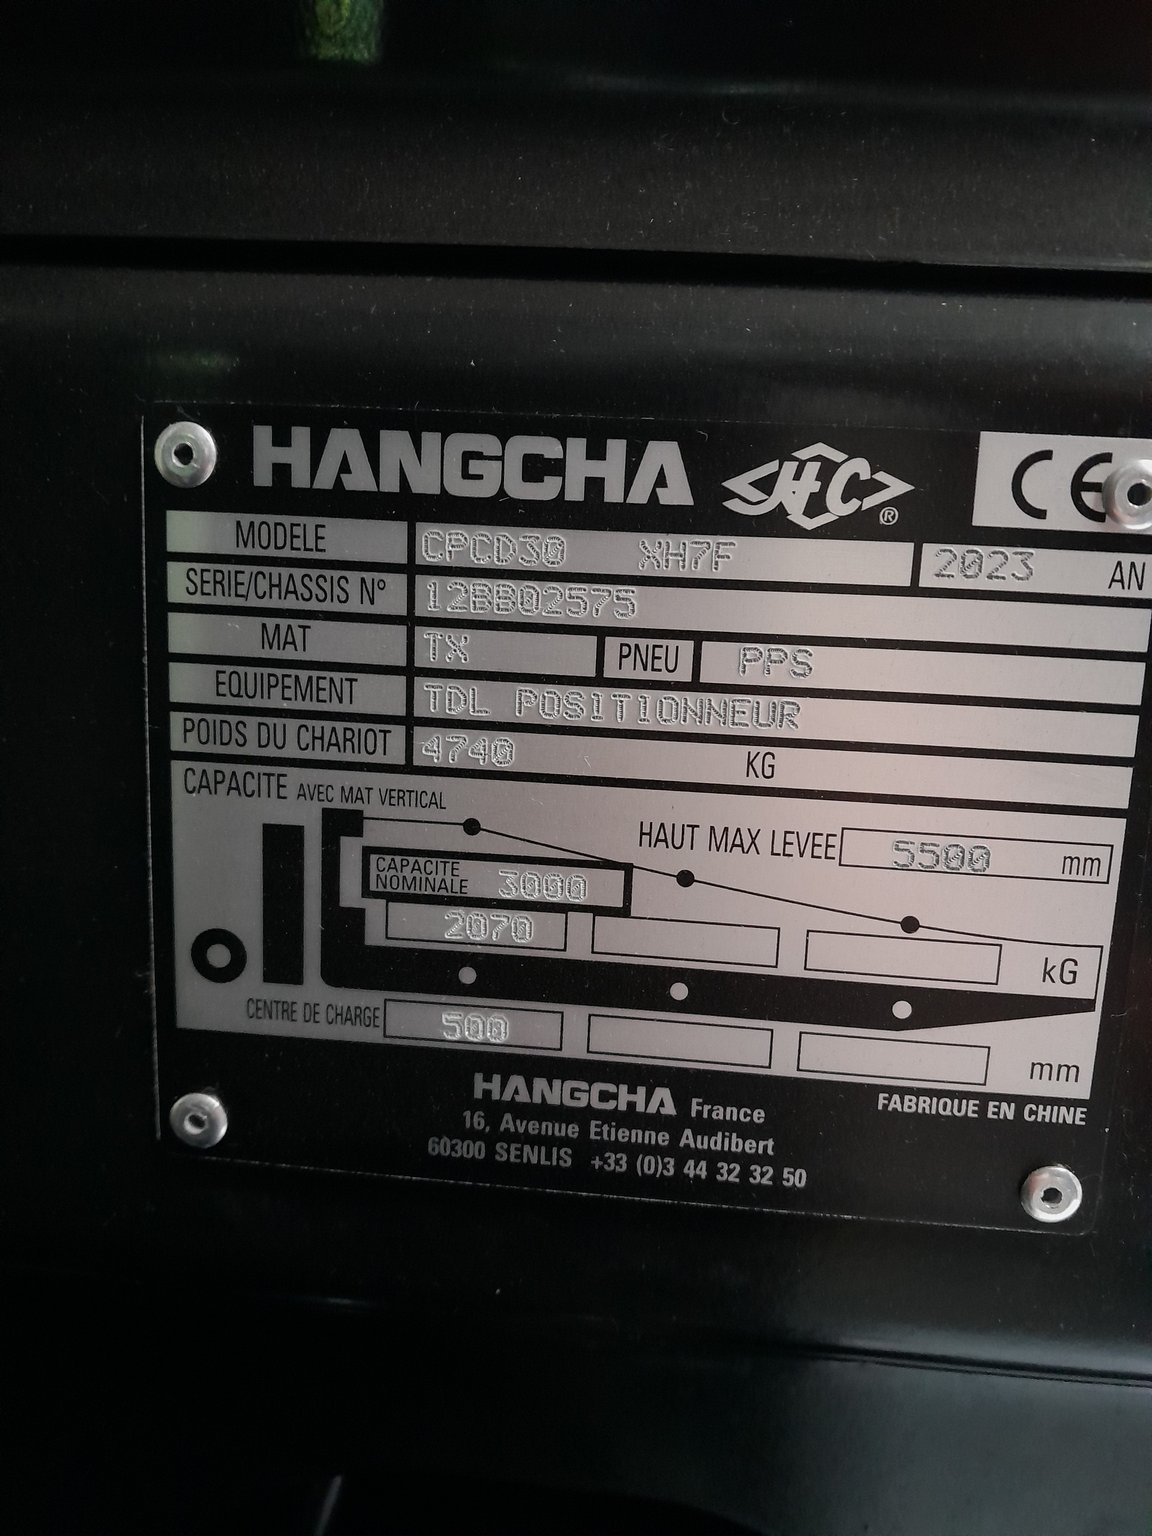 HANGCHA HC ® CE
MODELE CPCD30 XH7F 2023 AN
SERIE/CHASSIS N° 12BB02575
MAT TX PNEU PPS
EQUIPEMENT TDL POSITIONNEUR
POIDS DU CHARIOT 4740 KG
CAPACITE AVEC MAT VERTICAL
HAUT MAX LEVEE 5500 mm
CAPACITE
NOMINALE 3000
2070 kG
CENTRE DE CHARGE 500 mm
HANGCHA France
FABRIQUE EN CHINE
16, Avenue Etienne Audibert
60300 SENLIS +33 (0)3 44 32 32 50